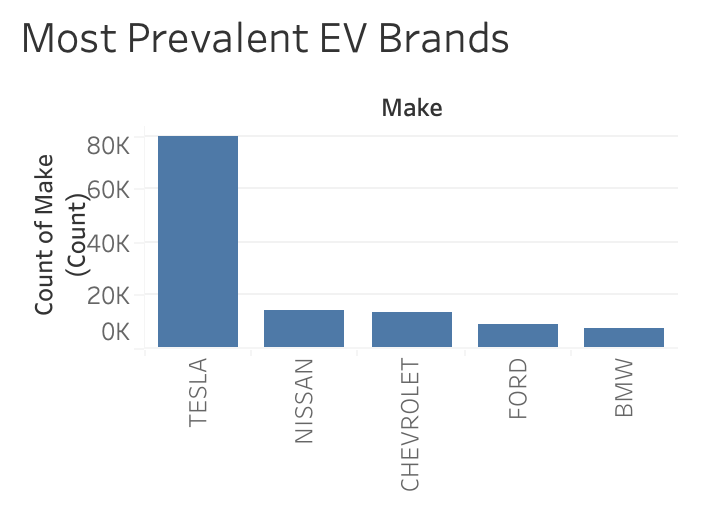 Most Prevalent EV Brands
Make
Count of Make
(Count)
80K
60K
40K
20K
0K
TESLA
NISSAN
CHEVROLET
FORD
BMW